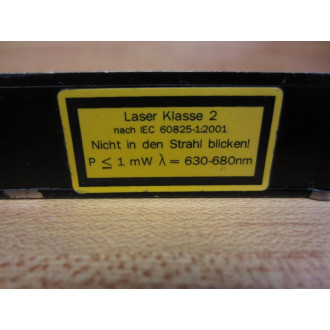 Laser Klasse 2
nach IEC 60825-1:2001
Nicht in den Strahl blicken!
P ≤ 1 mW λ = 630-680nm